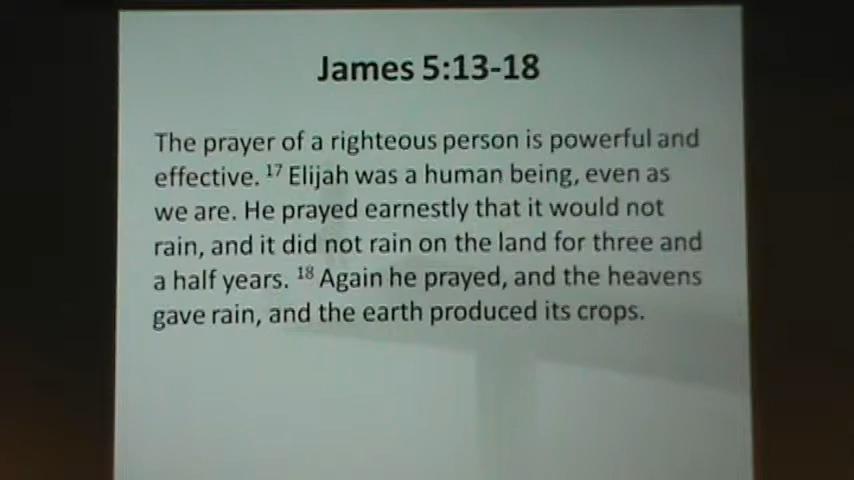 James 5:13-18
The prayer of a righteous person is powerful and
effective. 17 Elijah was a human being, even as
we are. He prayed earnestly that it would not
rain, and it did not rain on the land for three and
a half years. 18 Again he prayed, and the heavens
gave rain, and the earth produced its crops.